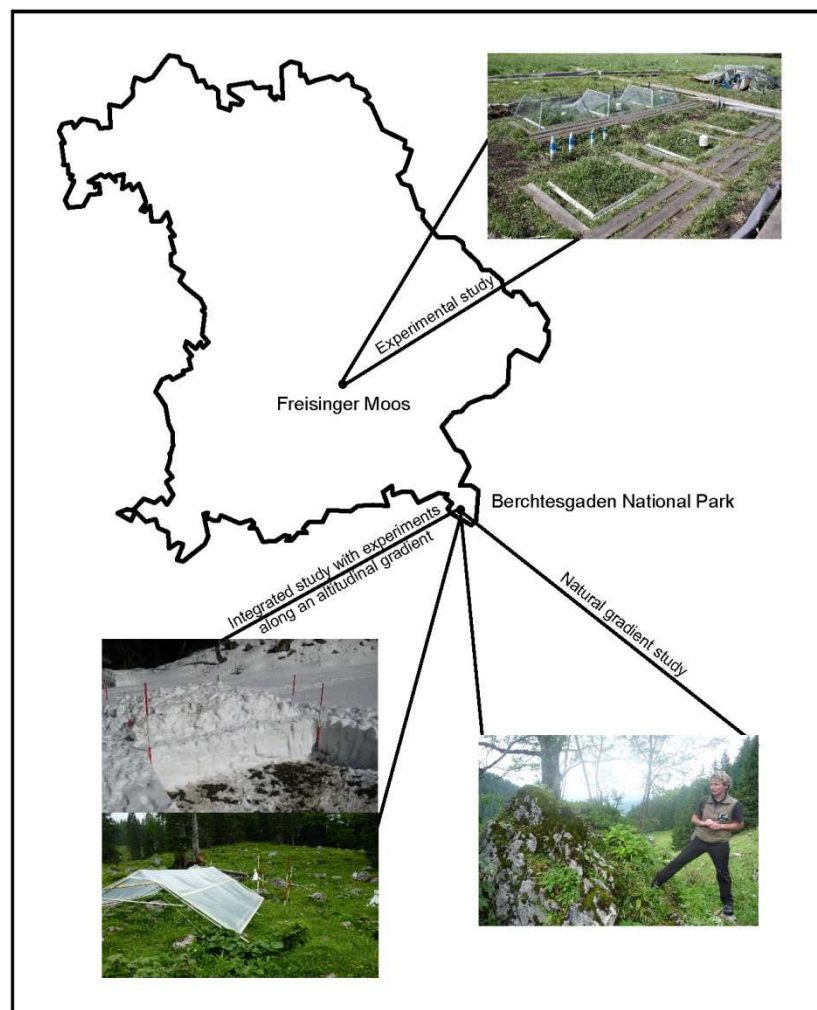 Experimental study
Freisinger Moos
Berchtesgaden National Park
Integrated study with experiments
along an altitudinal gradient
Natural gradient study